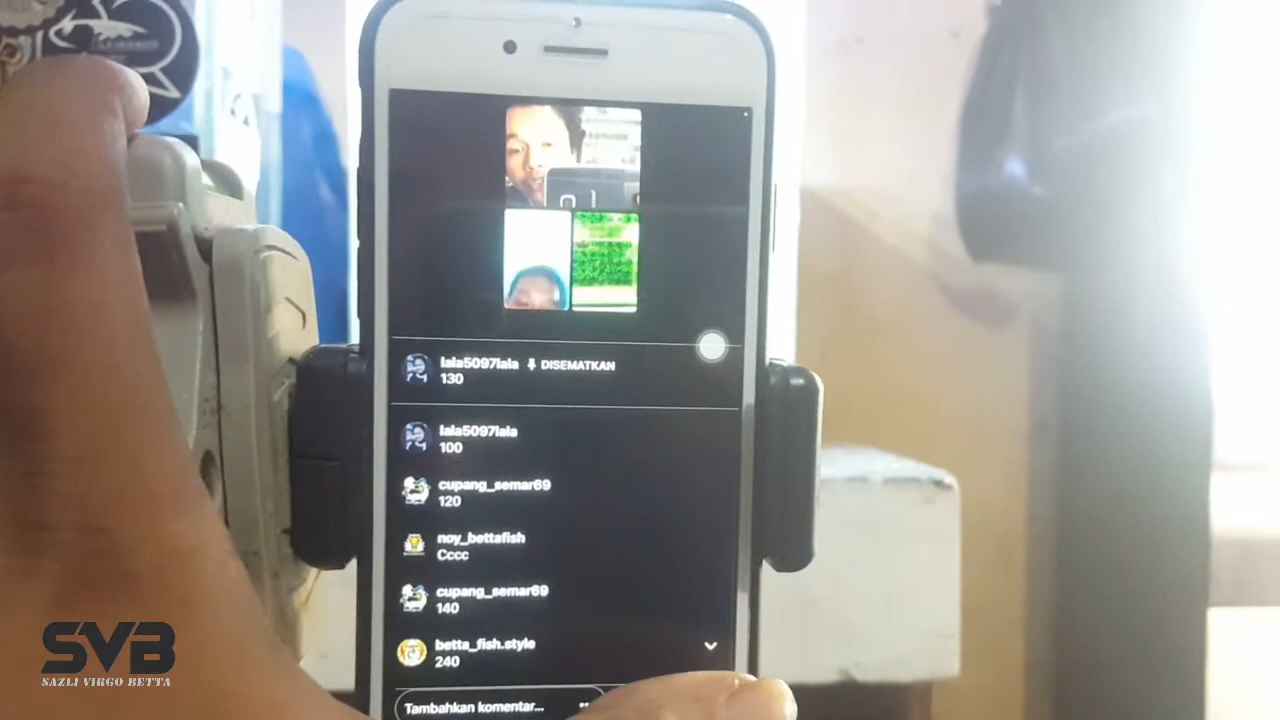 lala5097lala DISEMATKAN
130
lala5097lala
100
cupang_semar69
120
noy_bettafish
Cccc
cupang_semar69
140
betta_fish.style
240
Tambahkan komentar...
SVB
SAZLI VIRGO BETTA